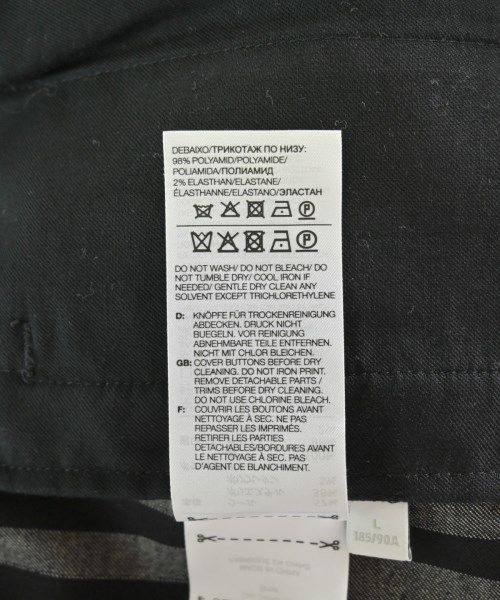 DEBAIXO/ТРИКОТАЖ ПО НИЗУ:
98% POLYAMID/POLYAMIDE/
POLIAMIDA/ПОЛИАМИД
2% ELASTHAN/ELASTANE/
ÉLASTHANNE/ELASTANO/ЭЛАСТАН
DO NOT WASH/ DO NOT BLEACH/ DO
NOT TUMBLE DRY/ COOL IRON IF
NEEDED/ GENTLE DRY CLEAN ANY
SOLVENT EXCEPT TRICHLORETHYLENE
D: KNÖPFE FÜR TROCKENREINIGUNG
ABDECKEN. DRUCK NICHT
BUEGELN. VOR REINIGUNG
ABNEHMBARE TEILE ENTFERNEN.
NICHT MIT CHLOR BLEICHEN.
GB: COVER BUTTONS BEFORE DRY
CLEANING. DO NOT IRON PRINT.
REMOVE DETACHABLE PARTS /
TRIMS BEFORE DRY CLEANING.
DO NOT USE CHLORINE BLEACH.
F: COUVRIR LES BOUTONS AVANT
NETTOYAGE À SEC. NE PAS
REPASSER LES IMPRIMÉS.
RETIRER LES PARTIES
DETACHABLES/BORDURES AVANT
NETTOYAGE À SEC. NE PAS
D'AGENT DE BLANCHIMENT.
L
185/90A